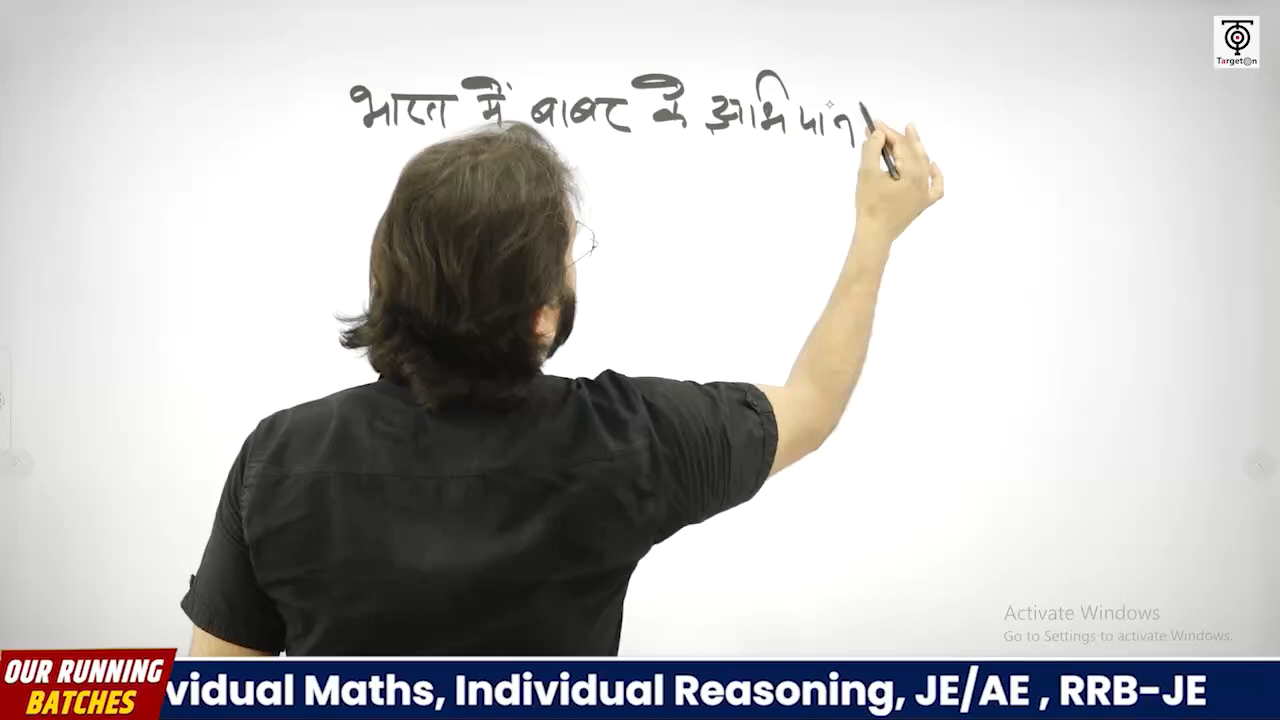 भारत में बाबर के अभियान
TargetOn
Activate Windows
Go to Settings to activate Windows.
OUR RUNNING
BATCHES
vidual Maths, Individual Reasoning, JE/AE , RRB-JE